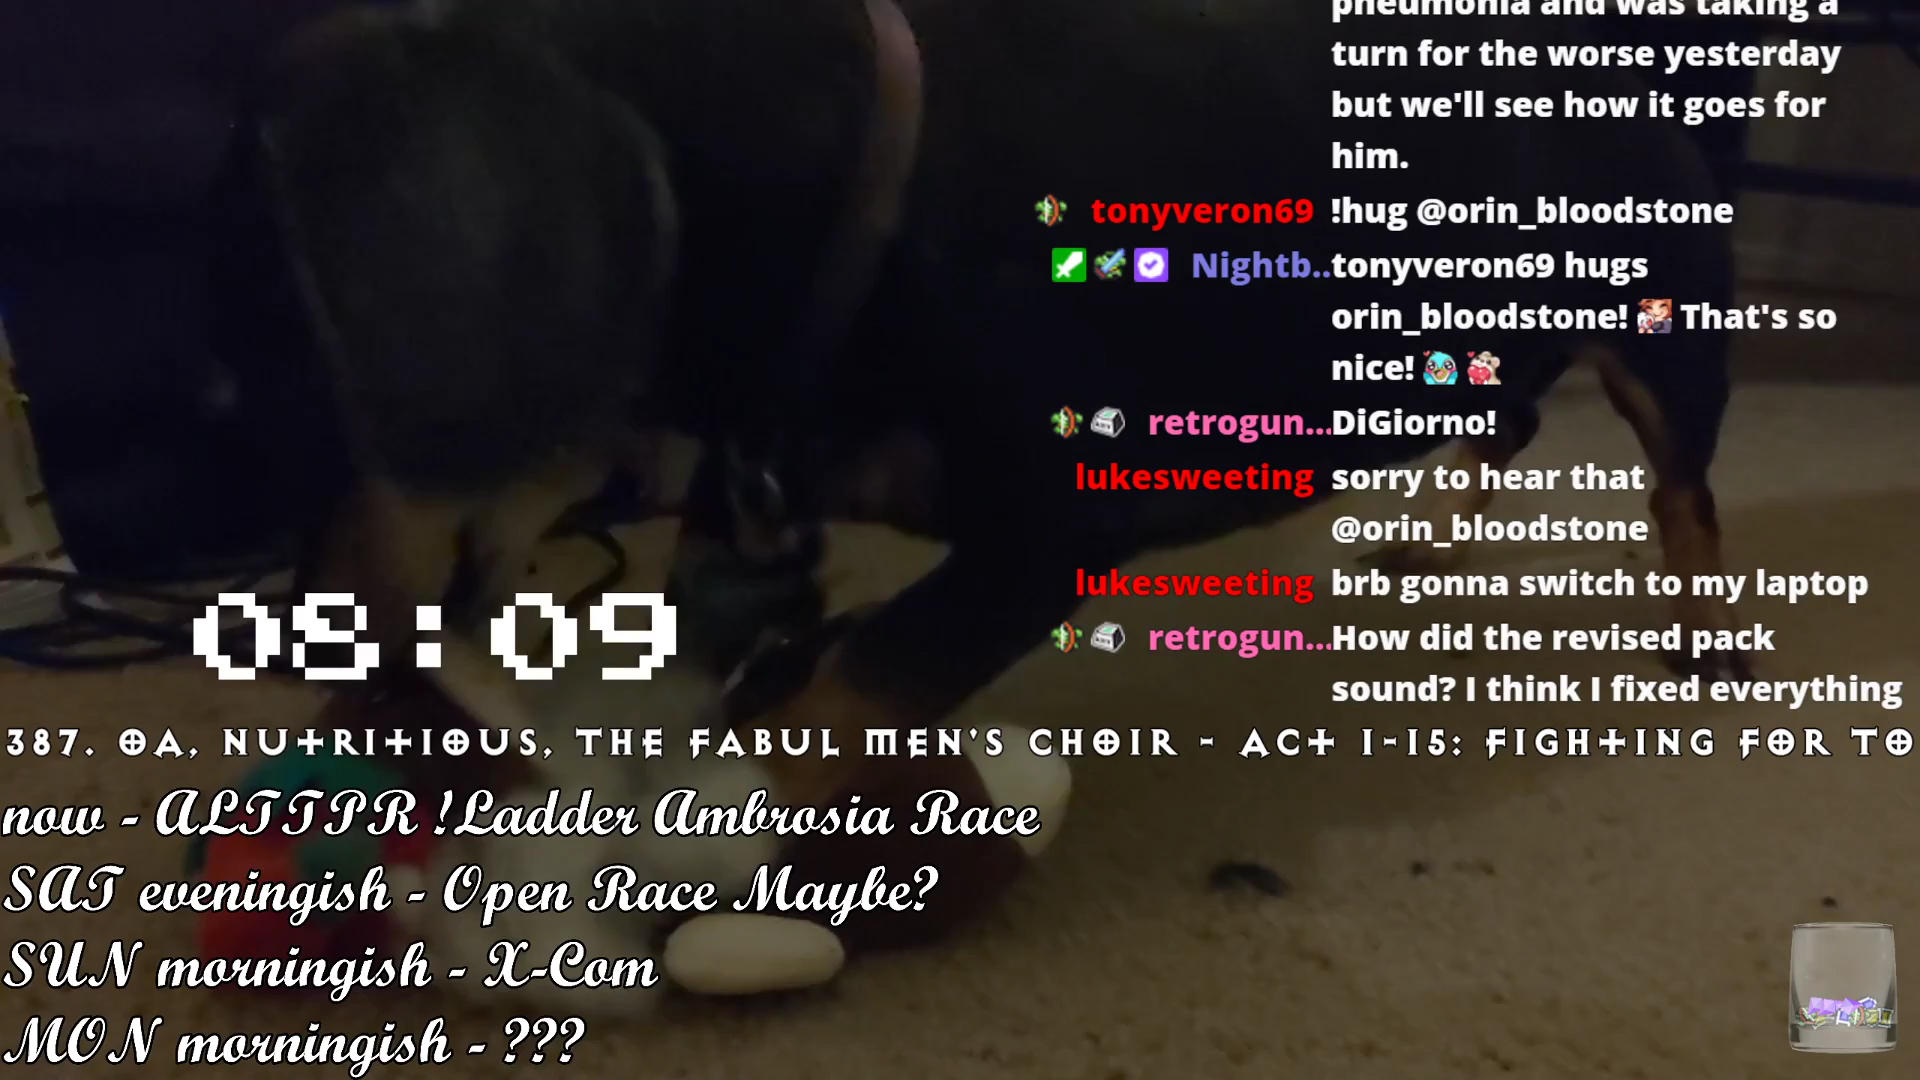 pneumonia and was taking a
turn for the worse yesterday
but we'll see how it goes for
him.
tonyveron69 !hug @orin_bloodstone
Nightb.. tonyveron69 hugs
orin_bloodstone! That's so
nice!
retrogun... DiGiorno!
lukesweeting sorry to hear that
@orin_bloodstone
lukesweeting brb gonna switch to my laptop
retrogun... How did the revised pack
sound? I think I fixed everything
08:09
387. OA, NUTRITIOUS, THE FABUL MEN'S CHOIR - ACT I-15: FIGHTING FOR TO
now - ALTTPR !Ladder Ambrosia Race
SAT eveningish - Open Race Maybe?
SUN morningish - X-Com
MON morningish - ???